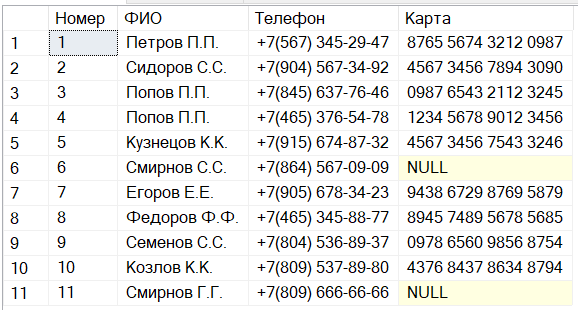 Номер ФИО Телефон Карта
1 1 Петров П.П. +7(567) 345-29-47 8765 5674 3212 0987
2 2 Сидоров С.С. +7(904) 567-34-92 4567 3456 7894 3090
3 3 Попов П.П. +7(845) 637-76-46 0987 6543 2112 3245
4 4 Попов П.П. +7(465) 376-54-78 1234 5678 9012 3456
5 5 Кузнецов К.К. +7(915) 674-87-32 4567 3456 7543 3246
6 6 Смирнов С.С. +7(864) 567-09-09 NULL
7 7 Егоров Е.Е. +7(905) 678-34-23 9438 6729 8769 5879
8 8 Федоров Ф.Ф. +7(465) 345-88-77 8945 7489 5678 5685
9 9 Семенов С.С. +7(804) 536-89-37 0978 6560 9856 8754
10 10 Козлов К.К. +7(809) 537-89-80 4376 8437 8634 8794
11 11 Смирнов Г.Г. +7(809) 666-66-66 NULL